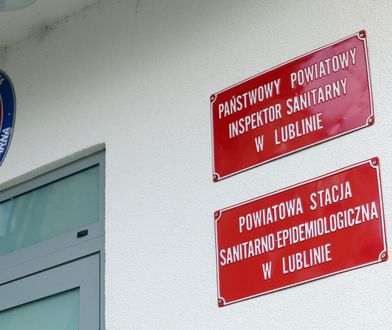 PAŃSTWOWY POWIATOWY
INSPEKTOR SANITARNY
W LUBLINIE
POWIATOWA STACJA
SANITARNO-EPIDEMIOLOGICZNA
W LUBLINIE